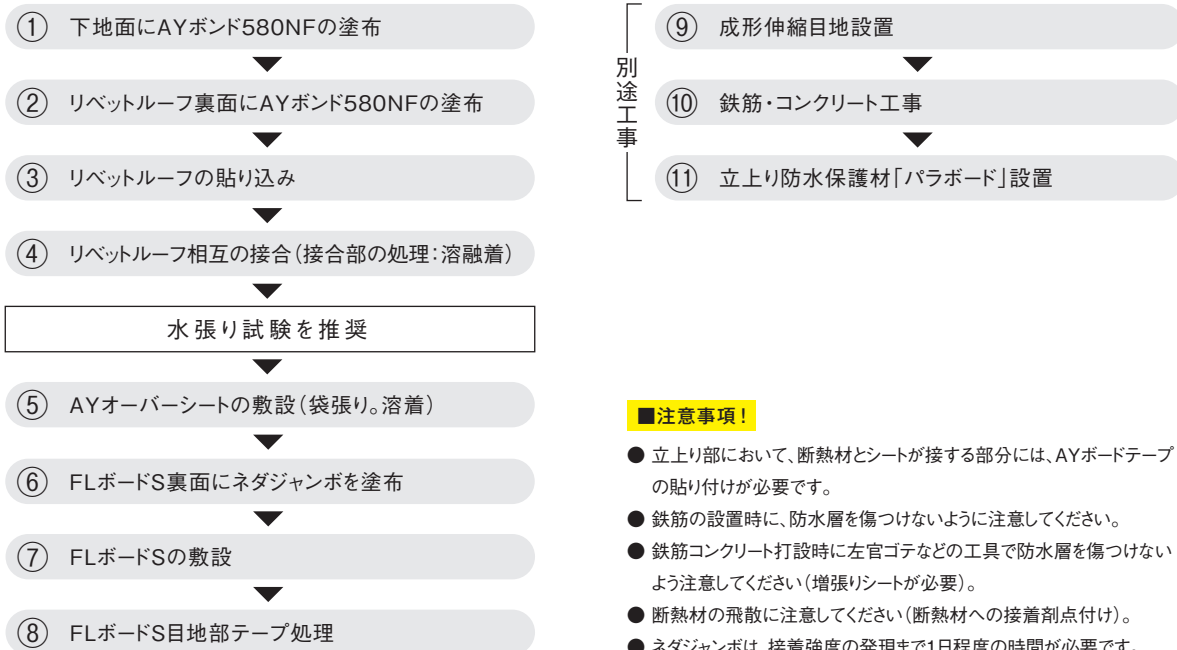 ① 下地面にAYボンド580NFの塗布
② リベットルーフ裏面にAYボンド580NFの塗布
③ リベットルーフの貼り込み
④ リベットルーフ相互の接合（接合部の処理：溶融着）
水張り試験を推奨
⑤ AYオーバーシートの敷設（袋張り。溶着）
⑥ FLボードS裏面にネダジャンボを塗布
⑦ FLボードSの敷設
⑧ FLボードS目地部テープ処理
別途工事
⑨ 成形伸縮目地設置
⑩ 鉄筋・コンクリート工事
⑪ 立上り防水保護材「パラボード」設置
■注意事項！
● 立上り部において、断熱材とシートが接する部分には、AYボードテープ
の貼り付けが必要です。
● 鉄筋の設置時に、防水層を傷つけないように注意してください。
● 鉄筋コンクリート打設時に左官ゴテなどの工具で防水層を傷つけない
よう注意してください（増張りシートが必要）。
● 断熱材の飛散に注意してください（断熱材への接着剤点付け）。
● ネダジャンボは、接着強度の発現まで1日程度の時間が必要です。